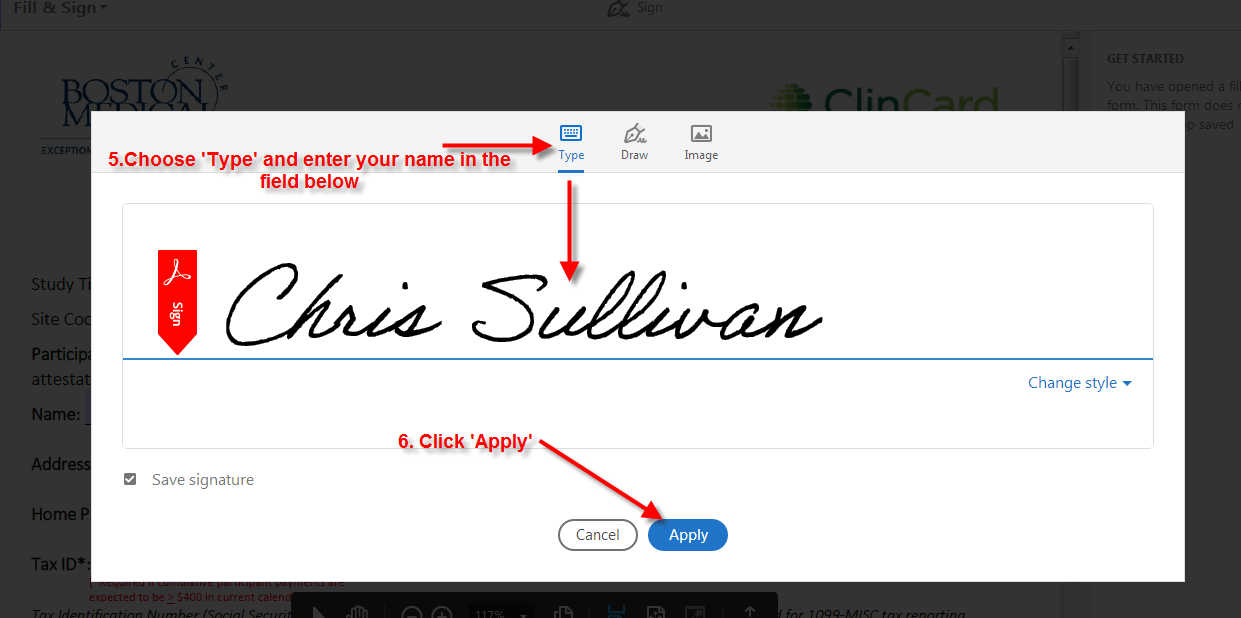 Fill & Sign
Sign
CENTER
BOSTON
MEDICAL
ClinCard
EXCEPTION
GET STARTED
You have opened a fil
form. This form does n
p saved
Type
Draw
Image
5.Choose 'Type' and enter your name in the
field below
Sign
Chris Sullivan
Change style
6. Click 'Apply'
Save signature
Cancel
Apply
Study Ti
Site Coo
Participa
attestat
Name:
Address
Home P
Tax ID*:
[*Required if cumulative participant payments are
expected to be > $400 in current calend
Tax Identification Number (Social Securit
d for 1099-MISC tax reporting
117%